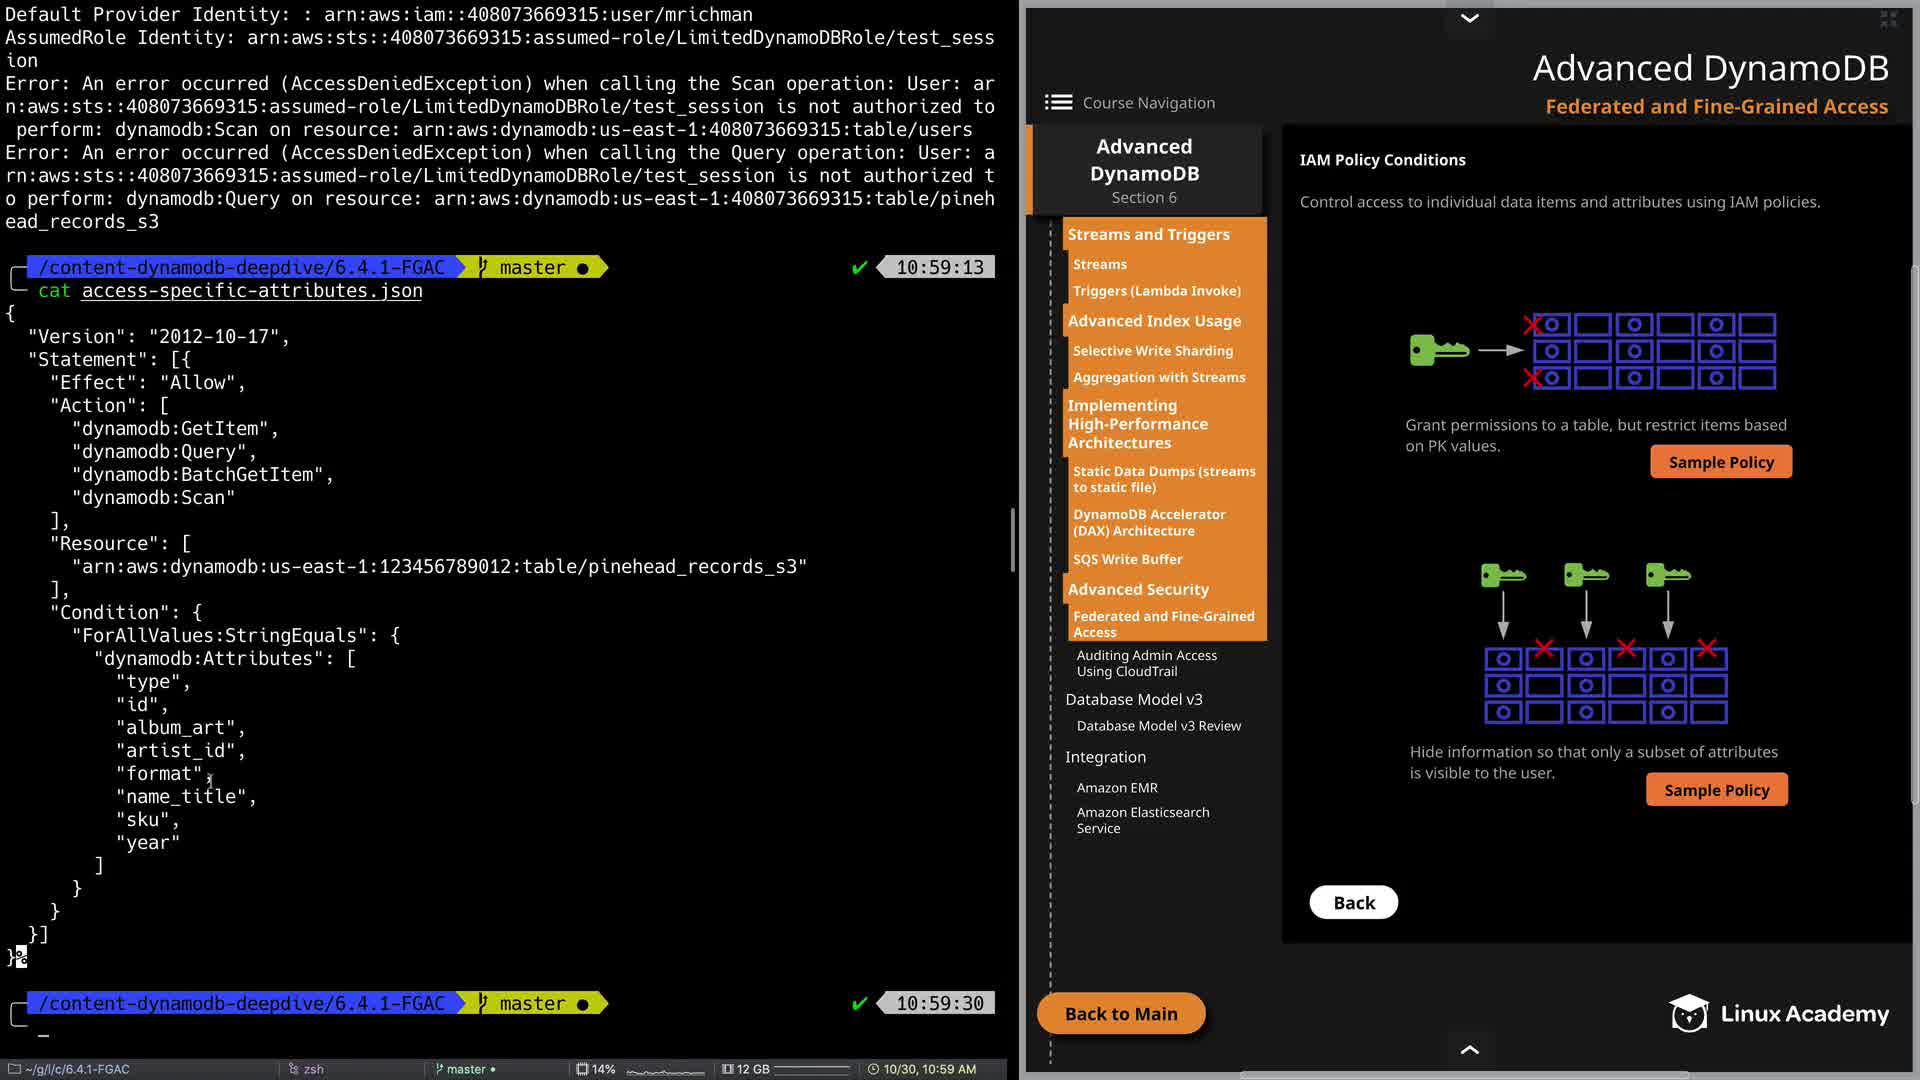 Default Provider Identity: : arn:aws:iam::408073669315:user/mrichman
AssumedRole Identity: arn:aws:sts::408073669315:assumed-role/LimitedDynamoDBRole/test_sess
ion
Error: An error occurred (AccessDeniedException) when calling the Scan operation: User: ar
n:aws:sts::408073669315:assumed-role/LimitedDynamoDBRole/test_session is not authorized to
perform: dynamodb:Scan on resource: arn:aws:dynamodb:us-east-1:408073669315:table/users
Error: An error occurred (AccessDeniedException) when calling the Query operation: User: a
rn:aws:sts::408073669315:assumed-role/LimitedDynamoDBRole/test_session is not authorized t
o perform: dynamodb:Query on resource: arn:aws:dynamodb:us-east-1:408073669315:table/pineh
ead_records_s3
/content-dynamodb-deepdive/6.4.1-FGAC master ● ✔ 10:59:13
cat access-specific-attributes.json
{
"Version": "2012-10-17",
"Statement": [{
"Effect": "Allow",
"Action": [
"dynamodb:GetItem",
"dynamodb:Query",
"dynamodb:BatchGetItem",
"dynamodb:Scan"
],
"Resource": [
"arn:aws:dynamodb:us-east-1:123456789012:table/pinehead_records_s3"
],
"Condition": {
"ForAllValues:StringEquals": {
"dynamodb:Attributes": [
"type",
"id",
"album_art",
"artist_id",
"format",
"name_title",
"sku",
"year"
]
}
}
}]
}%
/content-dynamodb-deepdive/6.4.1-FGAC master ● ✔ 10:59:30
_
~/g/l/c/6.4.1-FGAC zsh master • 14% 12 GB 10/30, 10:59 AM
Advanced DynamoDB
Federated and Fine-Grained Access
Course Navigation
Advanced
DynamoDB
Section 6
Streams and Triggers
Streams
Triggers (Lambda Invoke)
Advanced Index Usage
Selective Write Sharding
Aggregation with Streams
Implementing
High-Performance
Architectures
Static Data Dumps (streams
to static file)
DynamoDB Accelerator
(DAX) Architecture
SQS Write Buffer
Advanced Security
Federated and Fine-Grained
Access
Auditing Admin Access
Using CloudTrail
Database Model v3
Database Model v3 Review
Integration
Amazon EMR
Amazon Elasticsearch
Service
Back to Main
IAM Policy Conditions
Control access to individual data items and attributes using IAM policies.
Grant permissions to a table, but restrict items based
on PK values.
Sample Policy
Hide information so that only a subset of attributes
is visible to the user.
Sample Policy
Back
Linux Academy